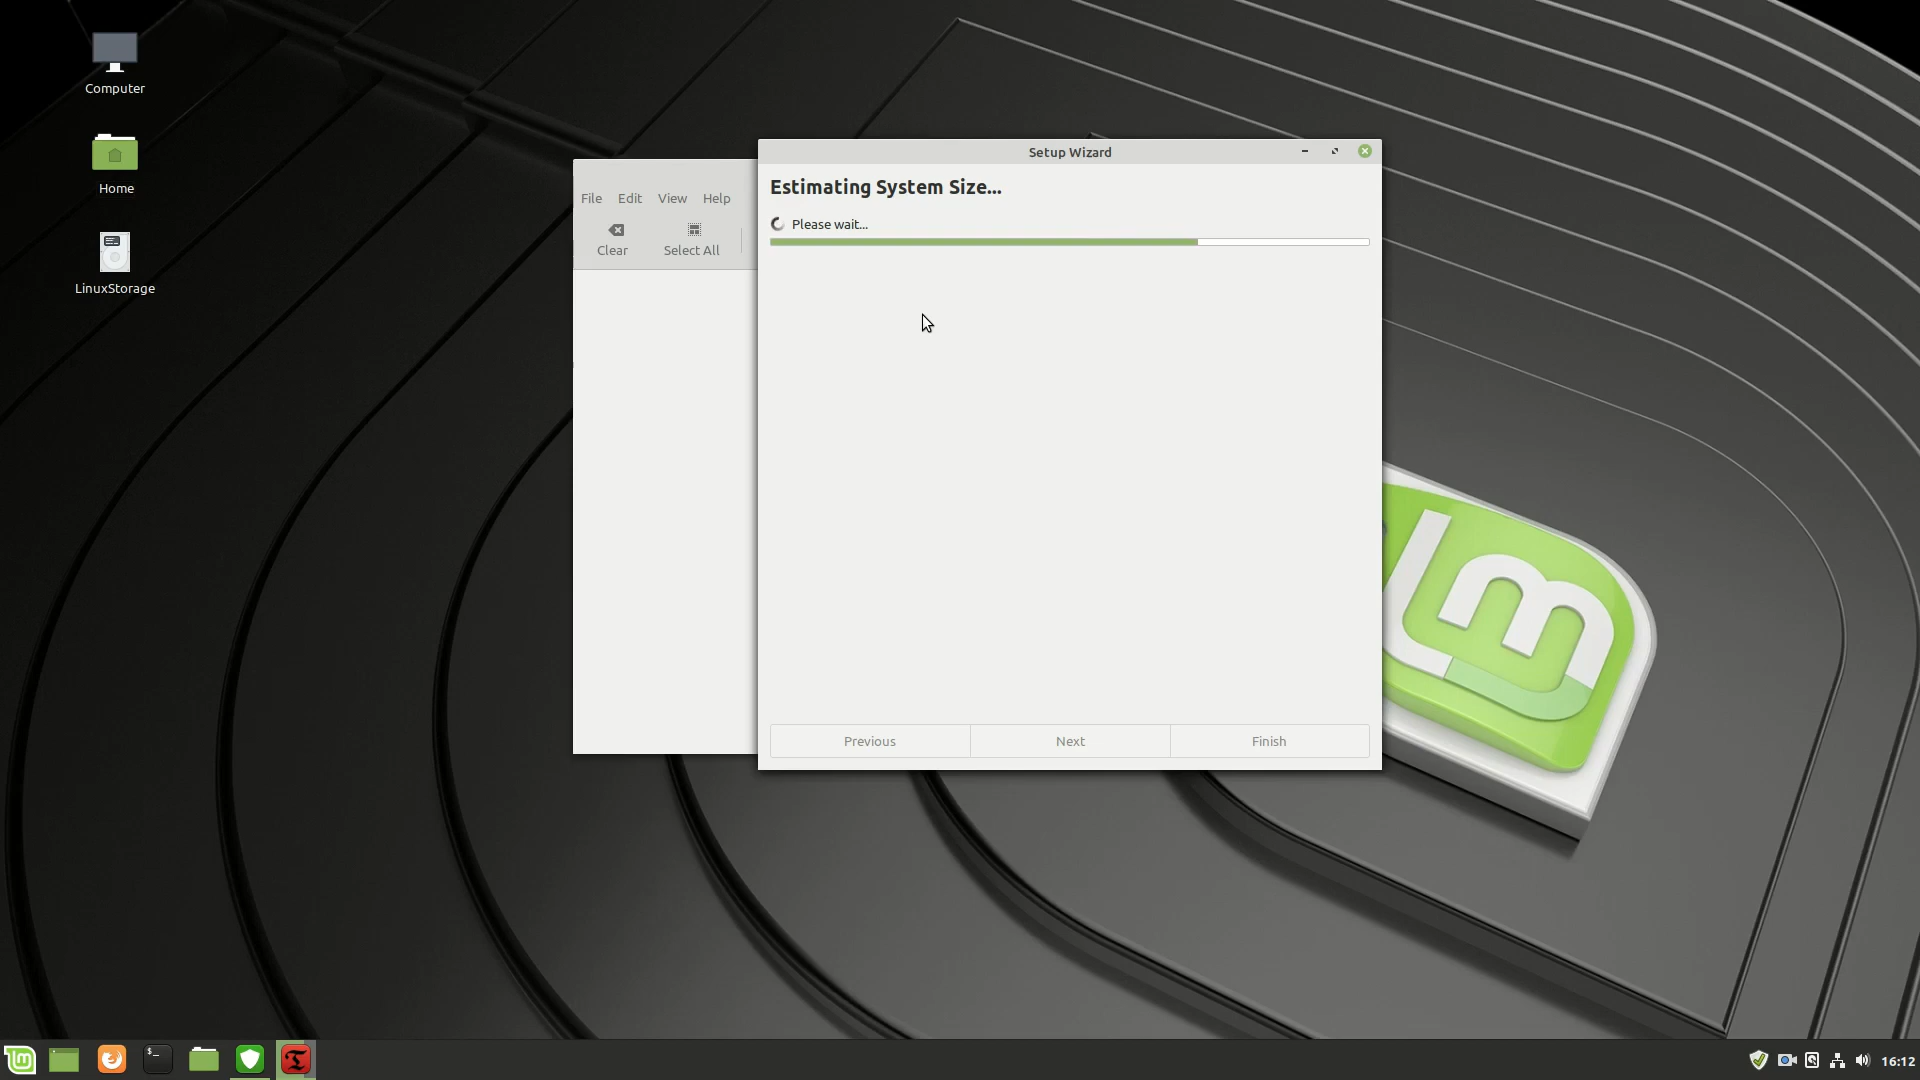 Computer
Home
LinuxStorage
File Edit View Help
Clear Select All
Setup Wizard
Estimating System Size...
Please wait...
Previous Next Finish
16:12